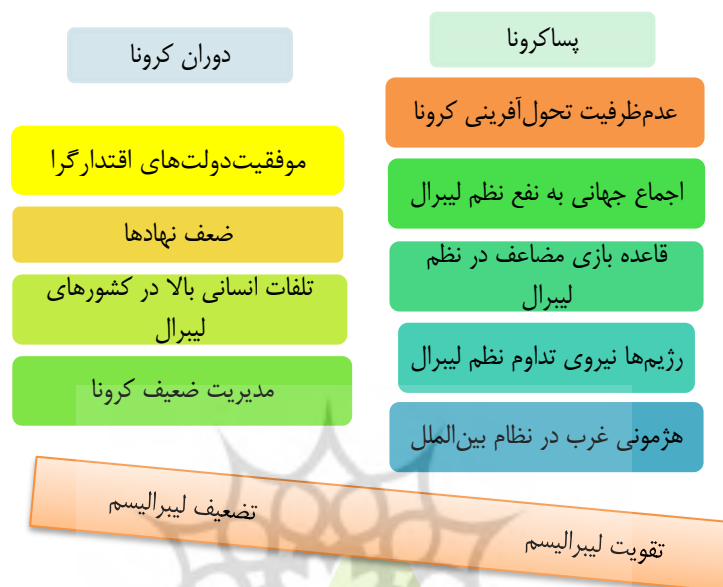 پساکرونا
عدم‌ظرفیت تحول‌آفرینی کرونا
اجماع جهانی به نفع نظم لیبرال
قاعده بازی مضاعف در نظم
لیبرال
رژیم‌ها نیروی تداوم نظم لیبرال
هژمونی غرب در نظام بین‌الملل
تقویت لیبرالیسم
دوران کرونا
موفقیت‌دولت‌های اقتدارگرا
ضعف نهادها
تلفات انسانی بالا در کشورهای
لیبرال
مدیریت ضعیف کرونا
تضعیف لیبرالیسم